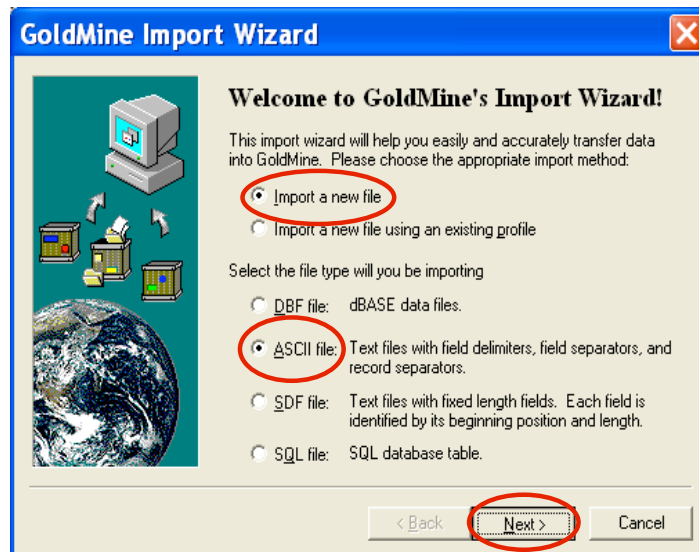 GoldMine Import Wizard
Welcome to GoldMine's Import Wizard!
This import wizard will help you easily and accurately transfer data
into GoldMine. Please choose the appropriate import method:
Import a new file
Import a new file using an existing profile
Select the file type will you be importing
DBF file: dBASE data files.
ASCII file: Text files with field delimiters, field separators, and
record separators.
SDF file: Text files with fixed length fields. Each field is
identified by its beginning position and length.
SQL file: SQL database table.
< Back Next > Cancel